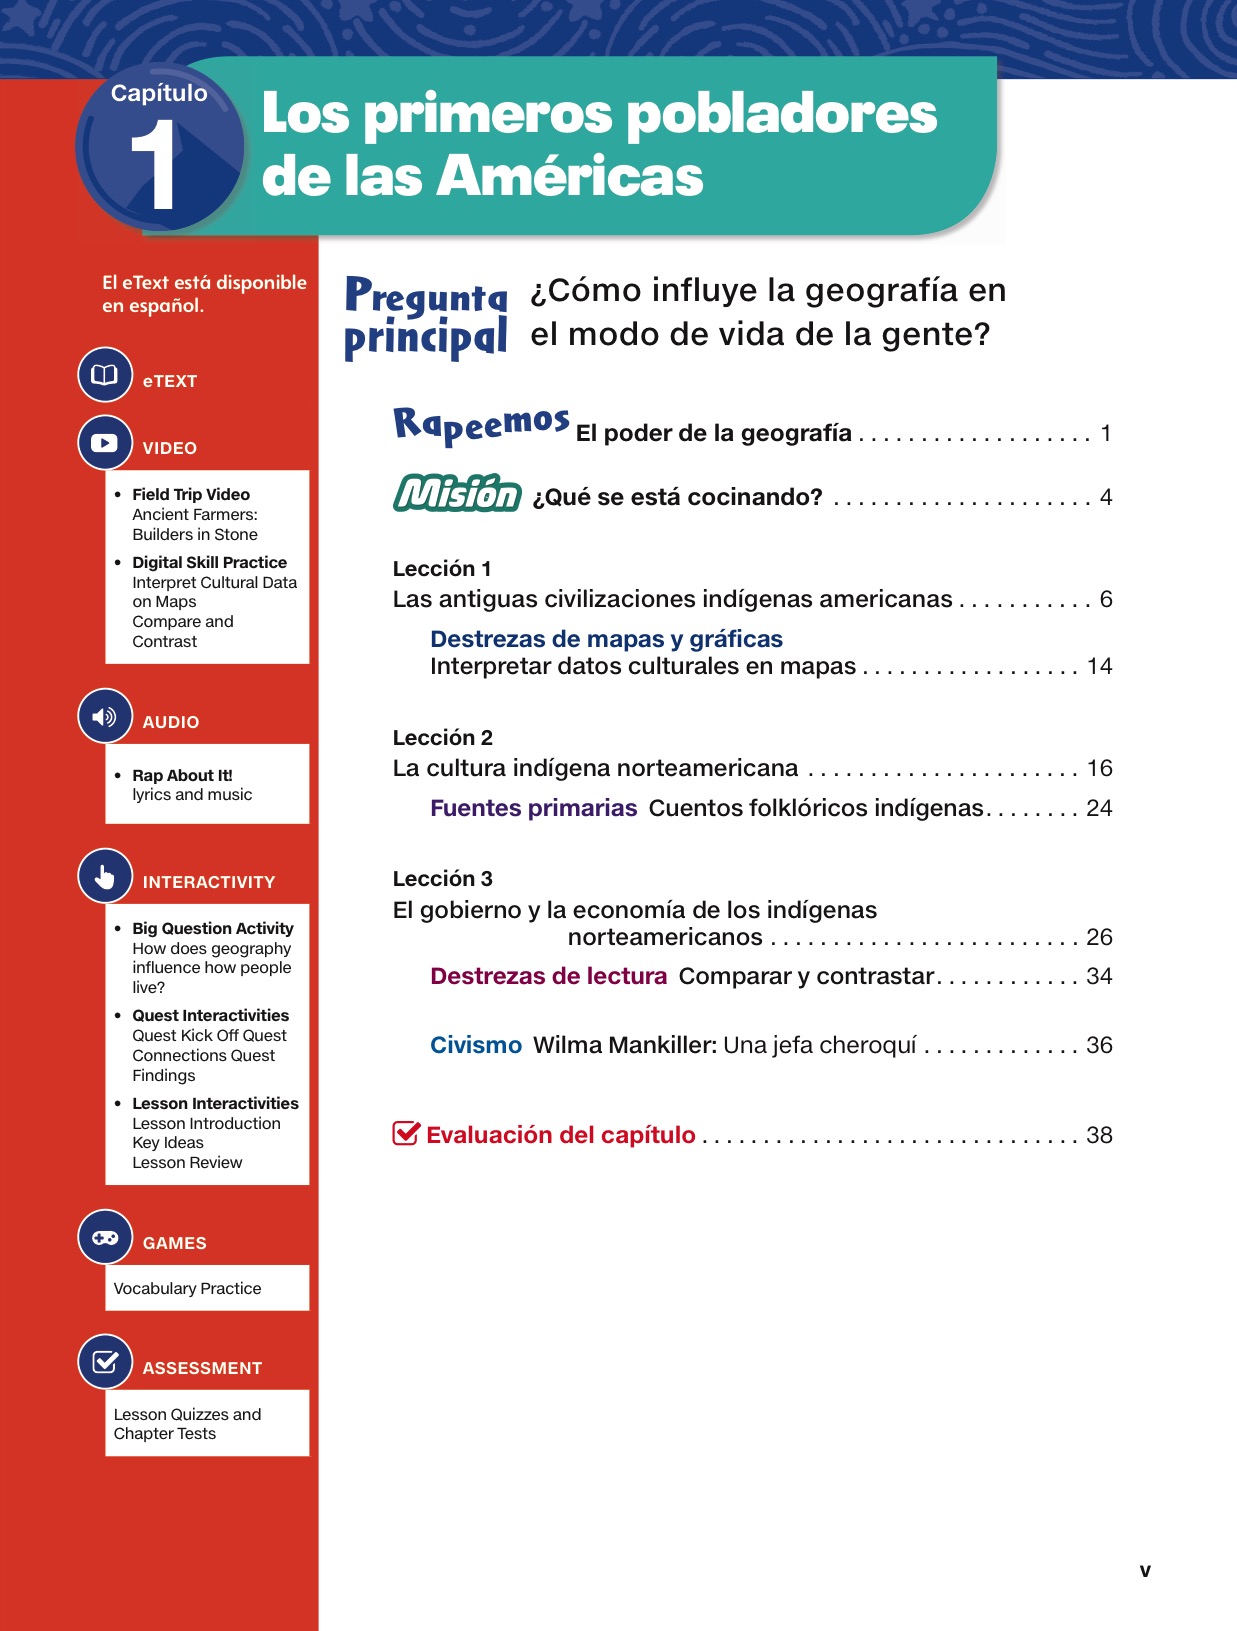 Capítulo
1
Los primeros pobladores
de las Américas
El eText está disponible
en español.
eTEXT
VIDEO
• Field Trip Video
Ancient Farmers:
Builders in Stone
• Digital Skill Practice
Interpret Cultural Data
on Maps
Compare and
Contrast
AUDIO
• Rap About It!
lyrics and music
INTERACTIVITY
• Big Question Activity
How does geography
influence how people
live?
• Quest Interactivities
Quest Kick Off Quest
Connections Quest
Findings
• Lesson Interactivities
Lesson Introduction
Key Ideas
Lesson Review
GAMES
Vocabulary Practice
ASSESSMENT
Lesson Quizzes and
Chapter Tests
Pregunta
principal
¿Cómo influye la geografía en
el modo de vida de la gente?
Rapeemos El poder de la geografía . . . . . . . . . . . . . . . . . . . 1
Misión ¿Qué se está cocinando? . . . . . . . . . . . . . . . . . . . . . 4
Lección 1
Las antiguas civilizaciones indígenas americanas . . . . . . . . . . . 6
Destrezas de mapas y gráficas
Interpretar datos culturales en mapas . . . . . . . . . . . . . . . . . . 14
Lección 2
La cultura indígena norteamericana . . . . . . . . . . . . . . . . . . . . . . 16
Fuentes primarias Cuentos folklóricos indígenas. . . . . . . . 24
Lección 3
El gobierno y la economía de los indígenas
norteamericanos . . . . . . . . . . . . . . . . . . . . . . . . . 26
Destrezas de lectura Comparar y contrastar. . . . . . . . . . . . 34
Civismo Wilma Mankiller: Una jefa cheroquí . . . . . . . . . . . . . 36
Evaluación del capítulo . . . . . . . . . . . . . . . . . . . . . . . . . . . . . . . 38
v